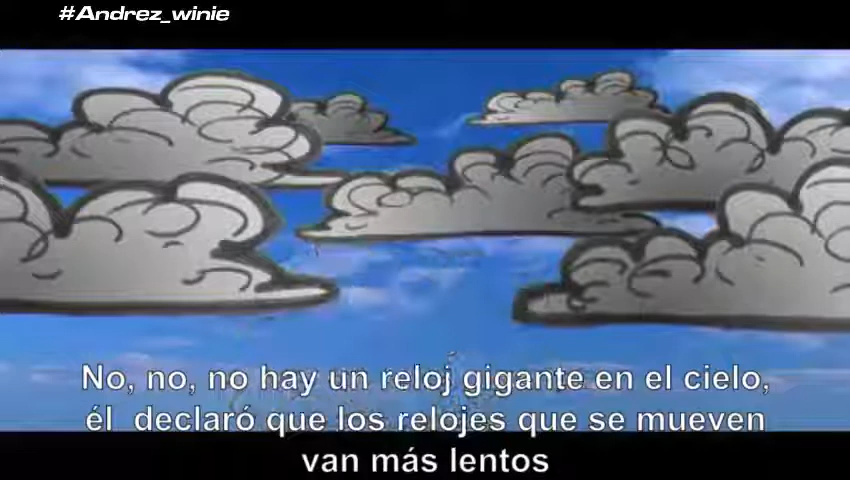 #Andrez_winie
No, no, no hay un reloj gigante en el cielo,
él declaró que los relojes que se mueven
van más lentos